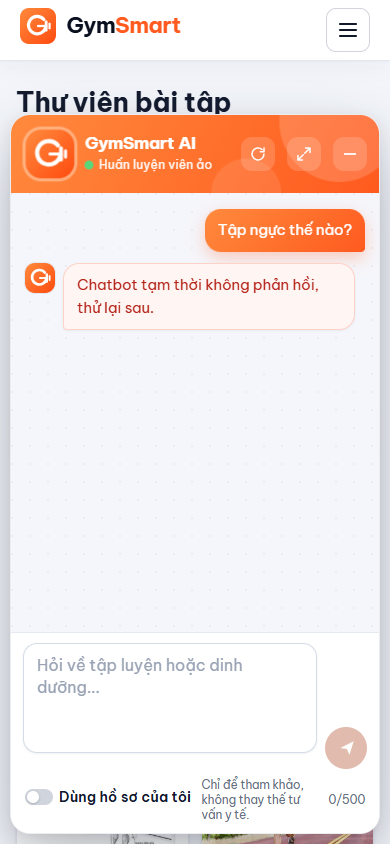 GymSmart
Thư viện bài tập
GymSmart AI
Huấn luyện viên ảo
Tập ngực thế nào?
Chatbot tạm thời không phản hồi,
thử lại sau.
Hỏi về tập luyện hoặc dinh
dưỡng...
Dùng hồ sơ của tôi
Chỉ để tham khảo,
không thay thế tư
vấn y tế.
0/500